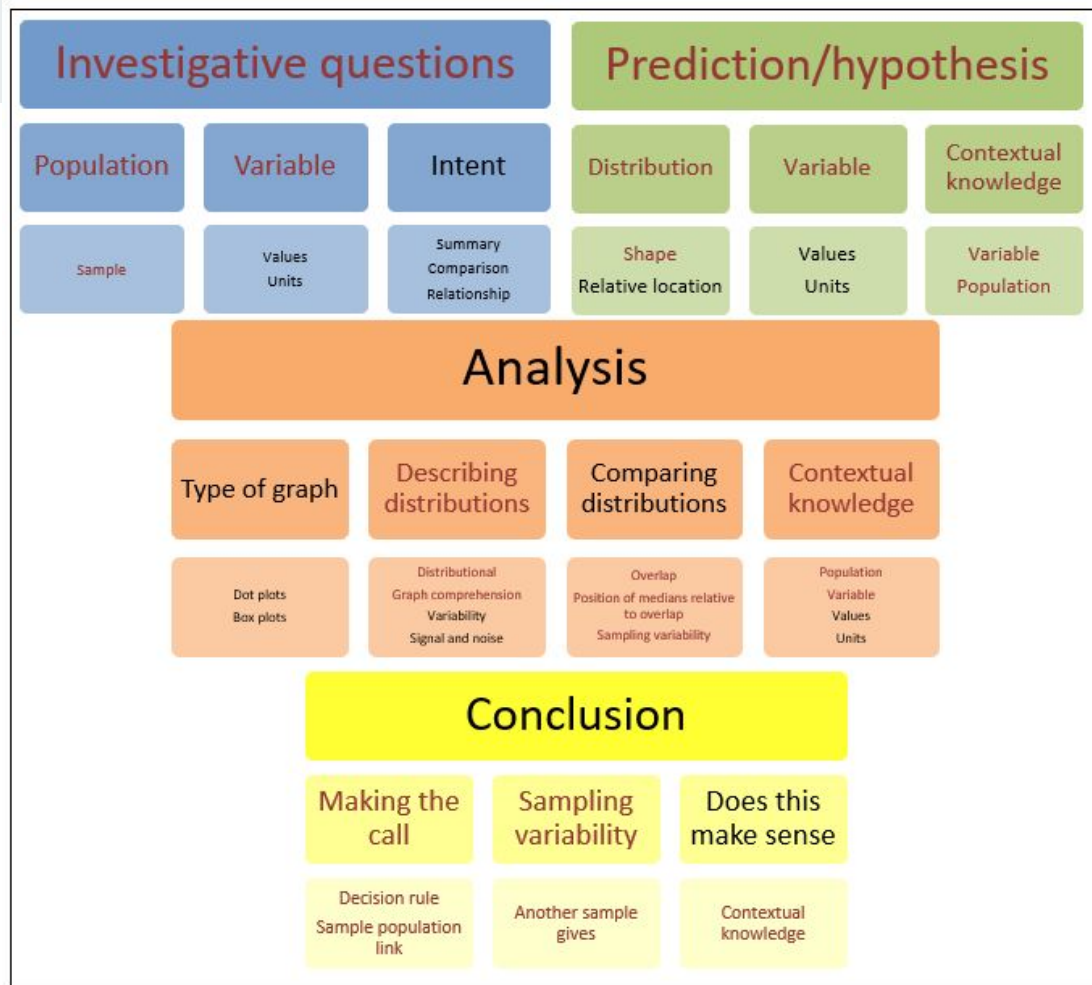 Investigative questions
Population
Variable
Intent
Sample
Values
Units
Summary
Comparison
Relationship
Prediction/hypothesis
Distribution
Variable
Contextual
knowledge
Shape
Relative location
Values
Units
Variable
Population
Analysis
Type of graph
Describing
distributions
Comparing
distributions
Contextual
knowledge
Dot plots
Box plots
Distributional
Graph comprehension
Variability
Signal and noise
Overlap
Position of medians relative
to overlap
Sampling variability
Population
Variable
Values
Units
Conclusion
Making the
call
Sampling
variability
Does this
make sense
Decision rule
Sample population
link
Another sample
gives
Contextual
knowledge